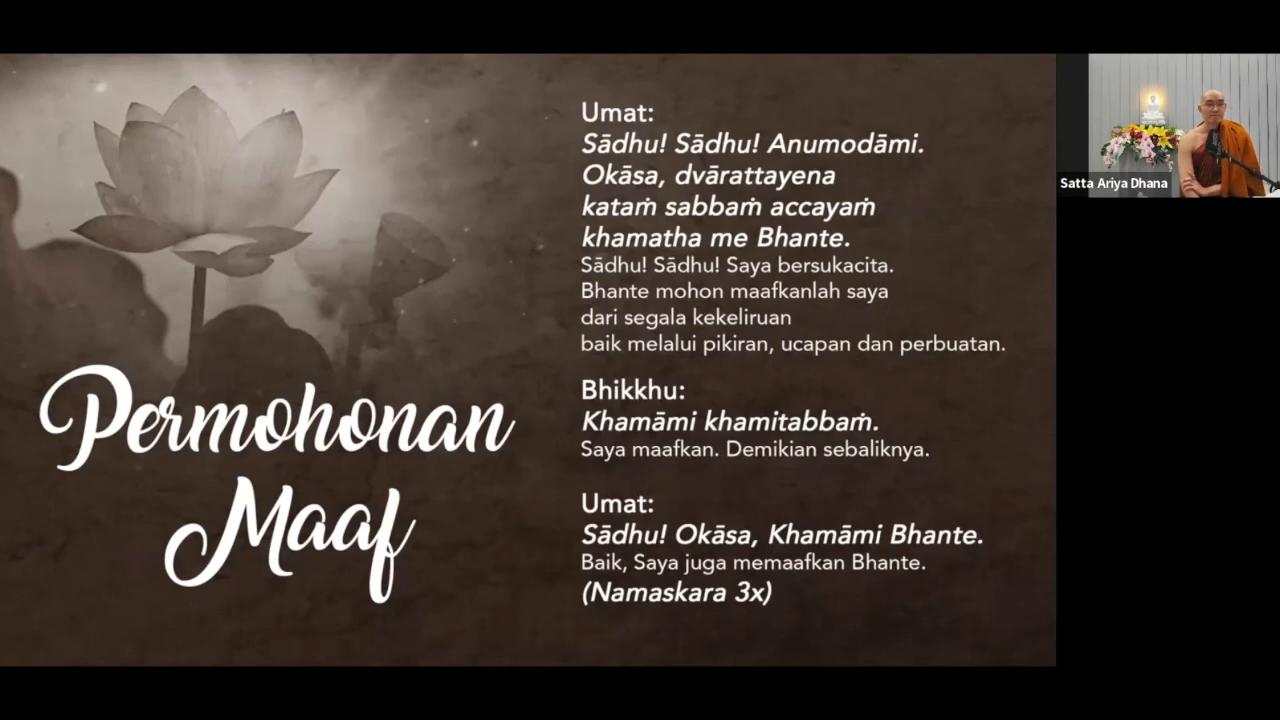 Permohonan
Maaf
Umat:
Sādhu! Sādhu! Anumodāmi.
Okāsa, dvārattayena
kataṁ sabbaṁ accayaṁ
khamatha me Bhante.
Sādhu! Sādhu! Saya bersukacita.
Bhante mohon maafkanlah saya
dari segala kekeliruan
baik melalui pikiran, ucapan dan perbuatan.
Bhikkhu:
Khamāmi khamitabbaṁ.
Saya maafkan. Demikian sebaliknya.
Umat:
Sādhu! Okāsa, Khamāmi Bhante.
Baik, Saya juga memaafkan Bhante.
(Namaskara 3x)
Satta Ariya Dhana